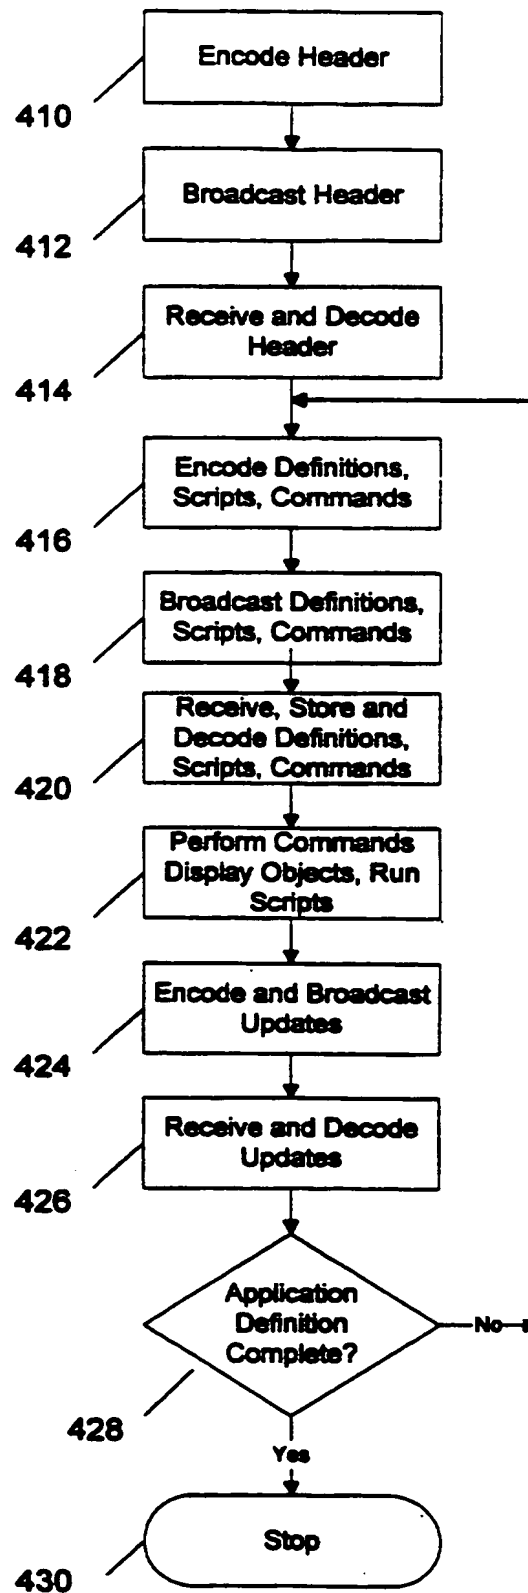 Encode Header
410
Broadcast Header
412
Receive and Decode
Header
414
Encode Definitions,
Scripts, Commands
416
Broadcast Definitions,
Scripts, Commands
418
Receive, Store and
Decode Definitions,
Scripts, Commands
420
Perform Commands
Display Objects, Run
Scripts
422
Encode and Broadcast
Updates
424
Receive and Decode
Updates
426
Application
Definition
Complete?
No
428
Yes
Stop
430